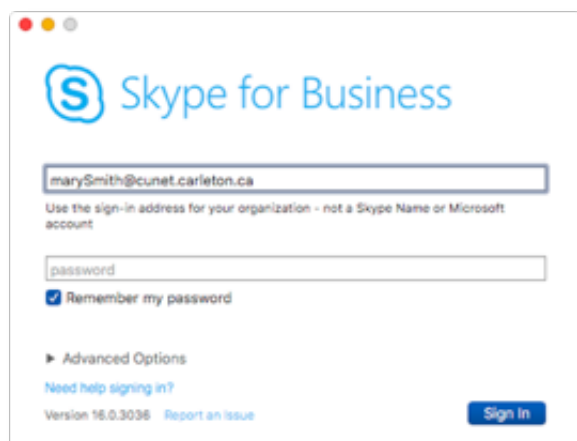 Skype for Business
marySmith@cunet.carleton.ca
Use the sign-in address for your organization - not a Skype Name or Microsoft
account
password
Remember my password
Advanced Options
Need help signing in?
Version 16.0.3036 Report an Issue
Sign In